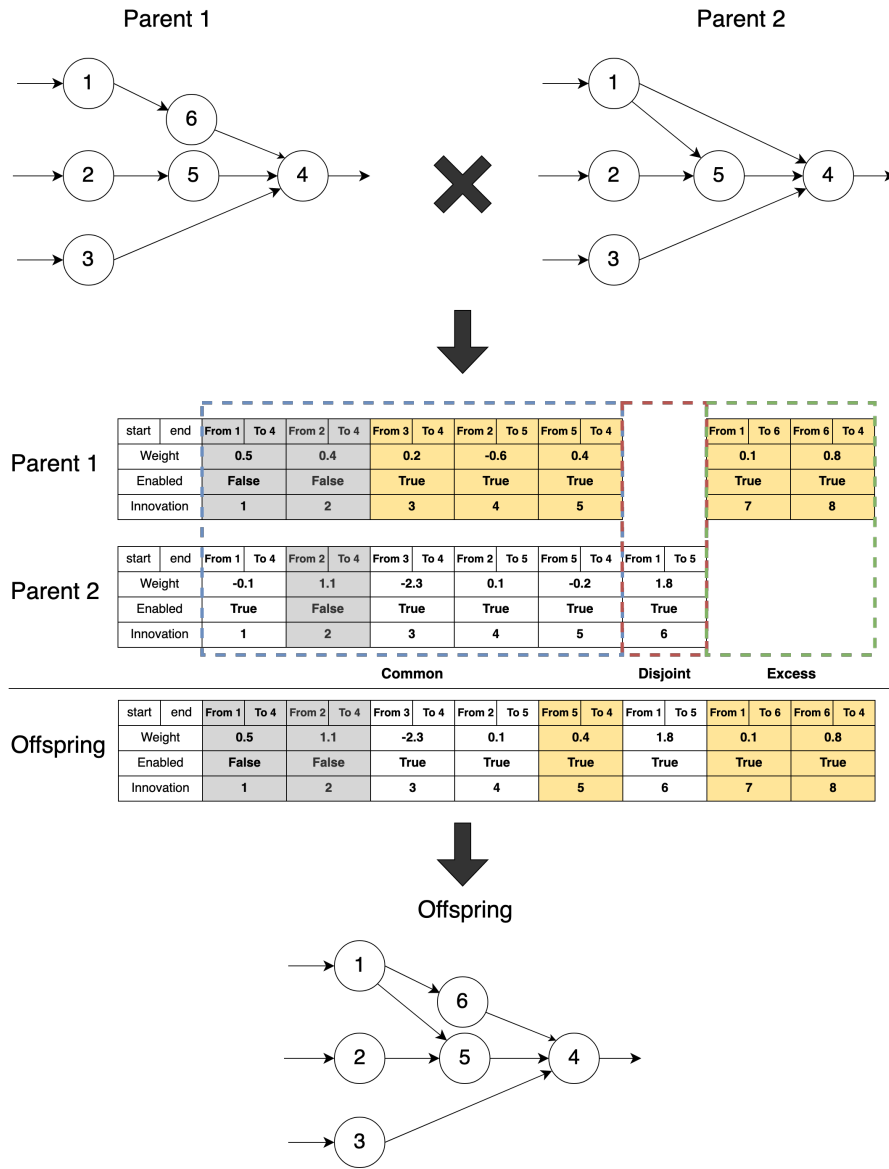 Parent 1
Parent 2
1
1
6
2
5
4
2
5
4
3
3
start end From 1 To 4 From 2 To 4 From 3 To 4 From 2 To 5 From 5 To 4 From 1 To 6 From 6 To 4
Parent 1
Weight 0.5 0.4 0.2 -0.6 0.4 0.1 0.8
Enabled False False True True True True True
Innovation 1 2 3 4 5 7 8
start end From 1 To 4 From 2 To 4 From 3 To 4 From 2 To 5 From 5 To 4 From 1 To 5
Parent 2
Weight -0.1 1.1 -2.3 0.1 -0.2 1.8
Enabled True False True True True True
Innovation 1 2 3 4 5 6
Common Disjoint Excess
start end From 1 To 4 From 2 To 4 From 3 To 4 From 2 To 5 From 5 To 4 From 1 To 5 From 1 To 6 From 6 To 4
Offspring
Weight 0.5 1.1 -2.3 0.1 0.4 1.8 0.1 0.8
Enabled False False True True True True True True
Innovation 1 2 3 4 5 6 7 8
Offspring
1
6
2
5
4
3